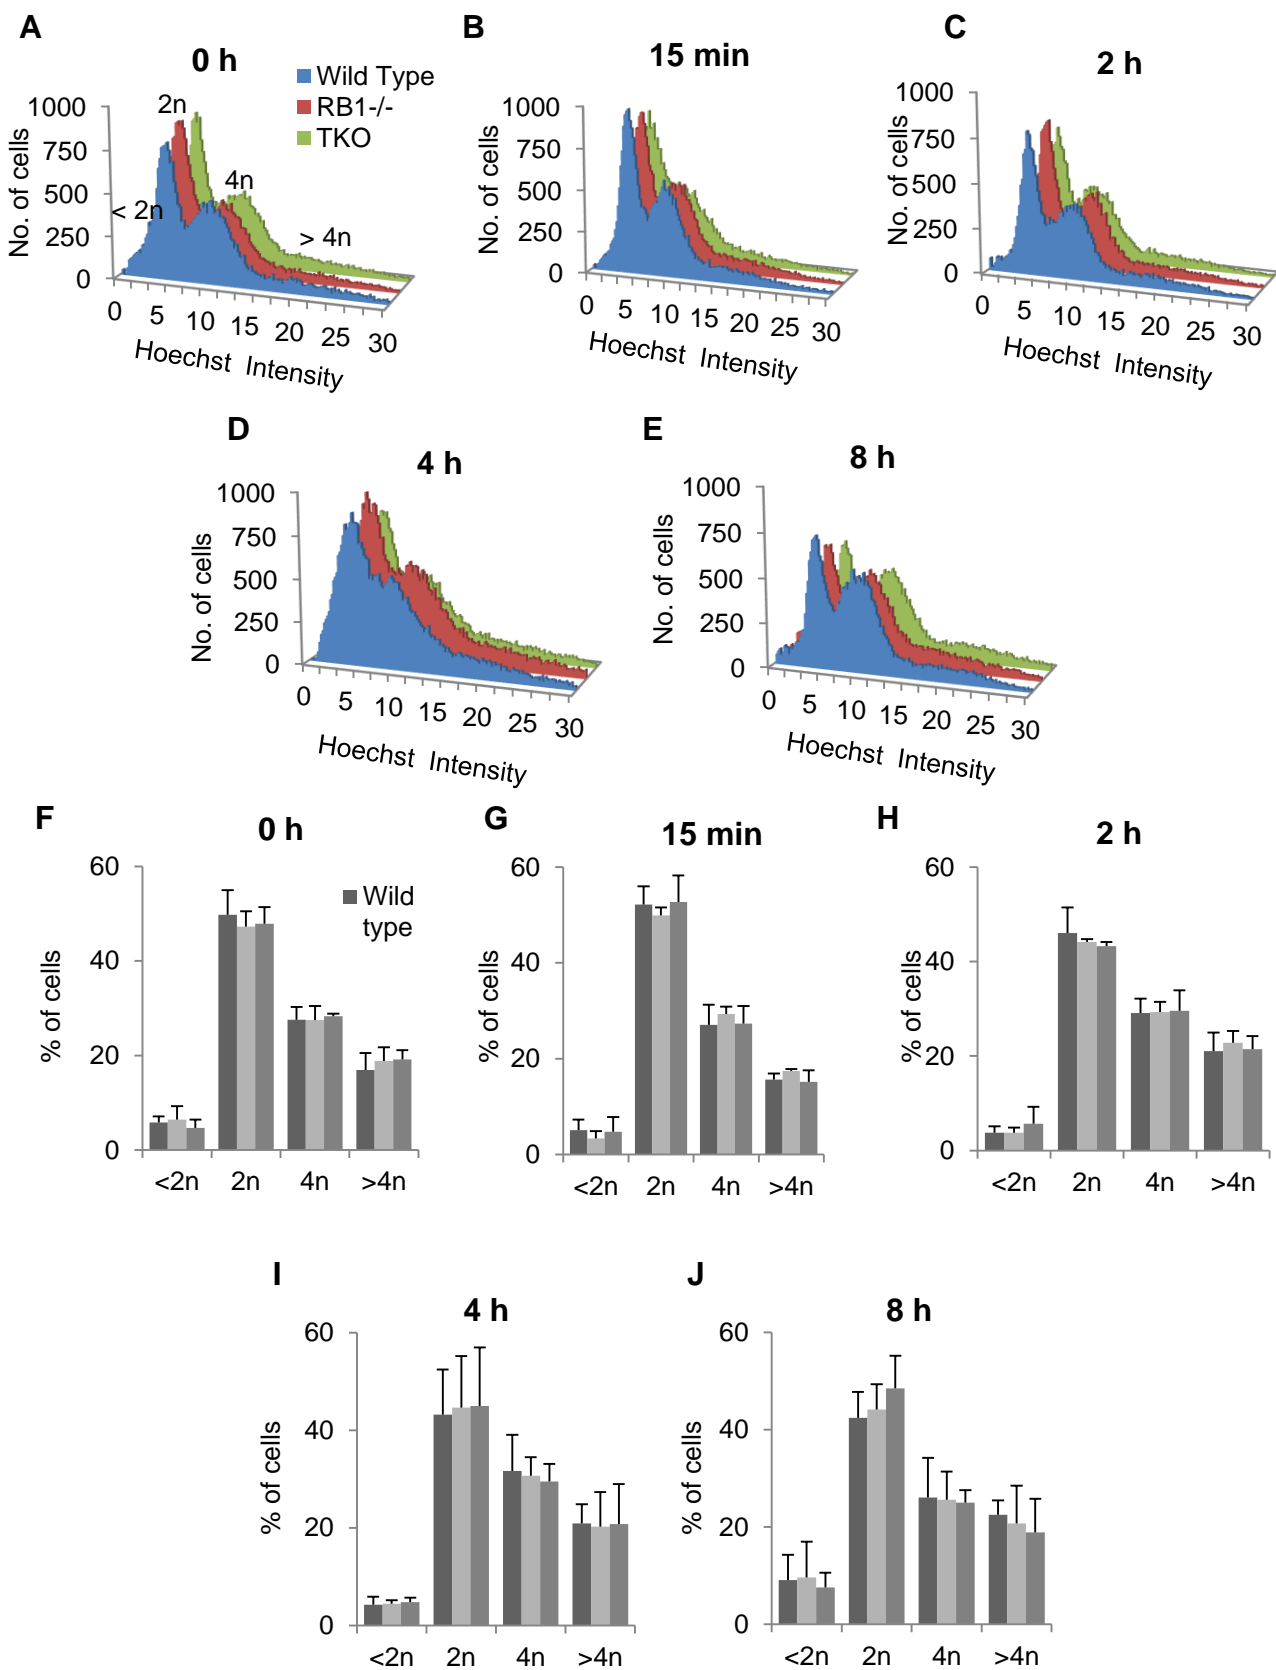 A
0 h
Wild Type
RB1-/-
TKO
No. of cells
1000
750
500
250
0
2n
4n
< 2n
> 4n
0 5 10 15 20 25 30
Hoechst Intensity
B
15 min
No. of cells
1000
750
500
250
0
0 5 10 15 20 25 30
Hoechst Intensity
C
2 h
No. of cells
1000
750
500
250
0
0 5 10 15 20 25 30
Hoechst Intensity
D
4 h
No. of cells
1000
750
500
250
0
0 5 10 15 20 25 30
Hoechst Intensity
E
8 h
No. of cells
1000
750
500
250
0
0 5 10 15 20 25 30
Hoechst Intensity
F
0 h
Wild
type
% of cells
60
40
20
0
<2n 2n 4n >4n
G
15 min
% of cells
60
40
20
0
<2n 2n 4n >4n
H
2 h
% of cells
60
40
20
0
<2n 2n 4n >4n
I
4 h
% of cells
60
40
20
0
<2n 2n 4n >4n
J
8 h
% of cells
60
40
20
0
<2n 2n 4n >4n